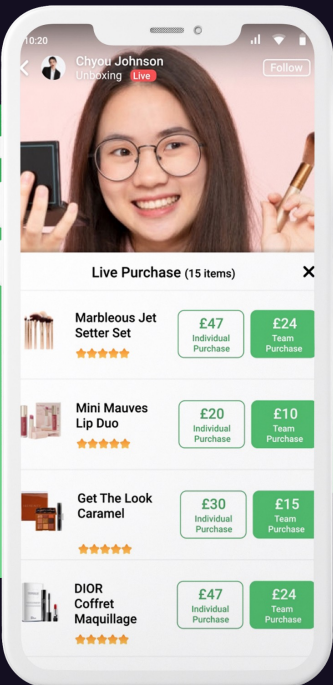 10:20
Chyou Johnson
Unboxing Live
Follow
Live Purchase (15 items)
Marbleous Jet
Setter Set
£47
Individual
Purchase
£24
Team
Purchase
Mini Mauves
Lip Duo
£20
Individual
Purchase
£10
Team
Purchase
Get The Look
Caramel
£30
Individual
Purchase
£15
Team
Purchase
DIOR
Coffret
Maquillage
£47
Individual
Purchase
£24
Team
Purchase